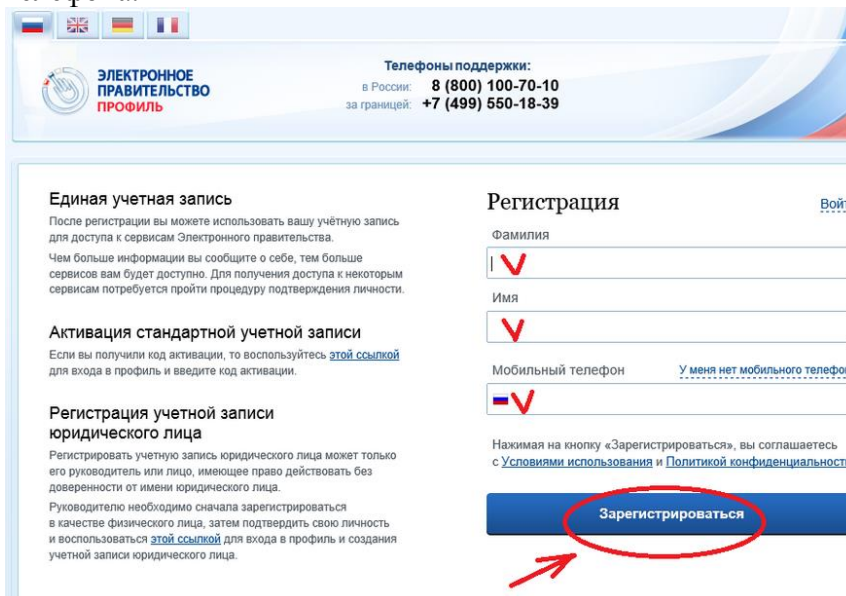 ЭЛЕКТРОННОЕ
ПРАВИТЕЛЬСТВО
ПРОФИЛЬ
Телефоны поддержки:
в России: 8 (800) 100-70-10
за границей: +7 (499) 550-18-39
Единая учетная запись
После регистрации вы можете использовать вашу учётную запись
для доступа к сервисам Электронного правительства.
Чем больше информации вы сообщите о себе, тем больше
сервисов вам будет доступно. Для получения доступа к некоторым
сервисам потребуется пройти процедуру подтверждения личности.
Активация стандартной учетной записи
Если вы получили код активации, то воспользуйтесь этой ссылкой
для входа в профиль и введите код активации.
Регистрация учетной записи
юридического лица
Регистрировать учетную запись юридического лица может только
его руководитель или лицо, имеющее право действовать без
доверенности от имени юридического лица.
Руководителю необходимо сначала зарегистрироваться
в качестве физического лица, затем подтвердить свою личность
и воспользоваться этой ссылкой для входа в профиль и создания
учетной записи юридического лица.
Регистрация Войт
Фамилия
Имя
Мобильный телефон У меня нет мобильного телефо
Нажимая на кнопку «Зарегистрироваться», вы соглашаетесь
с Условиями использования и Политикой конфиденциальност
Зарегистрироваться